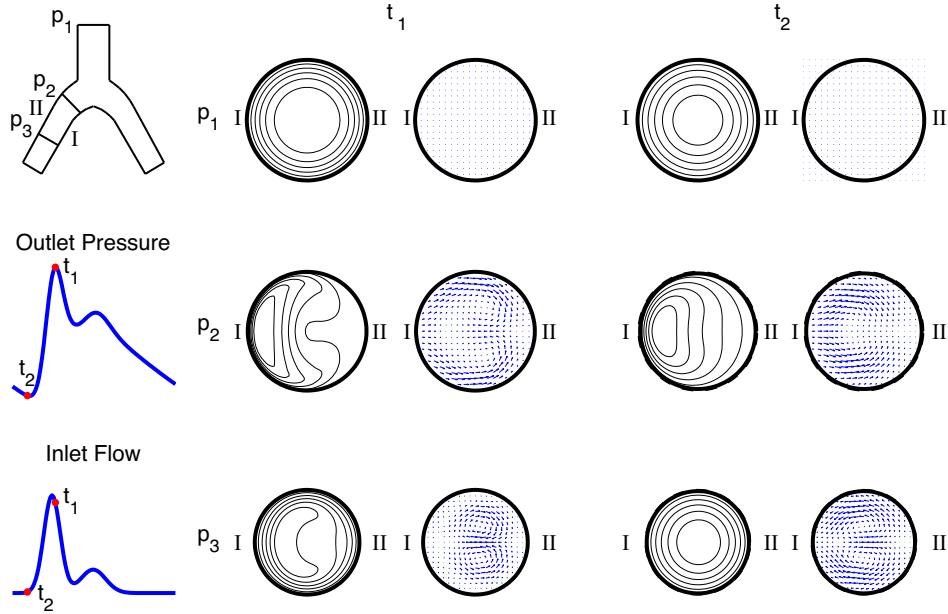 t1
t2
p1
p2
II
p3
I
p1 I II I II I II I II
Outlet Pressure
t1
t2
p2 I II I II I II I II
Inlet Flow
t1
t2
p3 I II I II I II I II